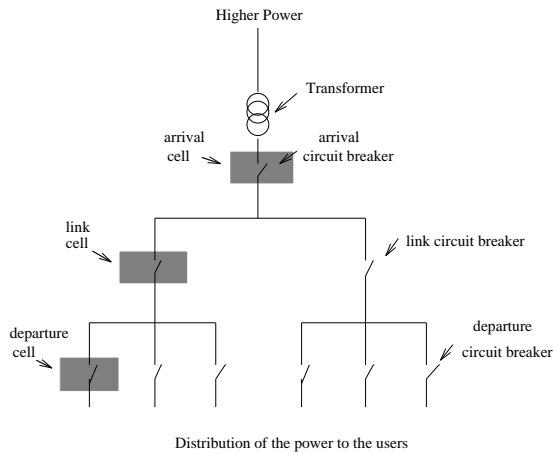 Higher Power
Transformer
arrival
cell
arrival
circuit breaker
link
cell
link circuit breaker
departure
cell
departure
circuit breaker
Distribution of the power to the users